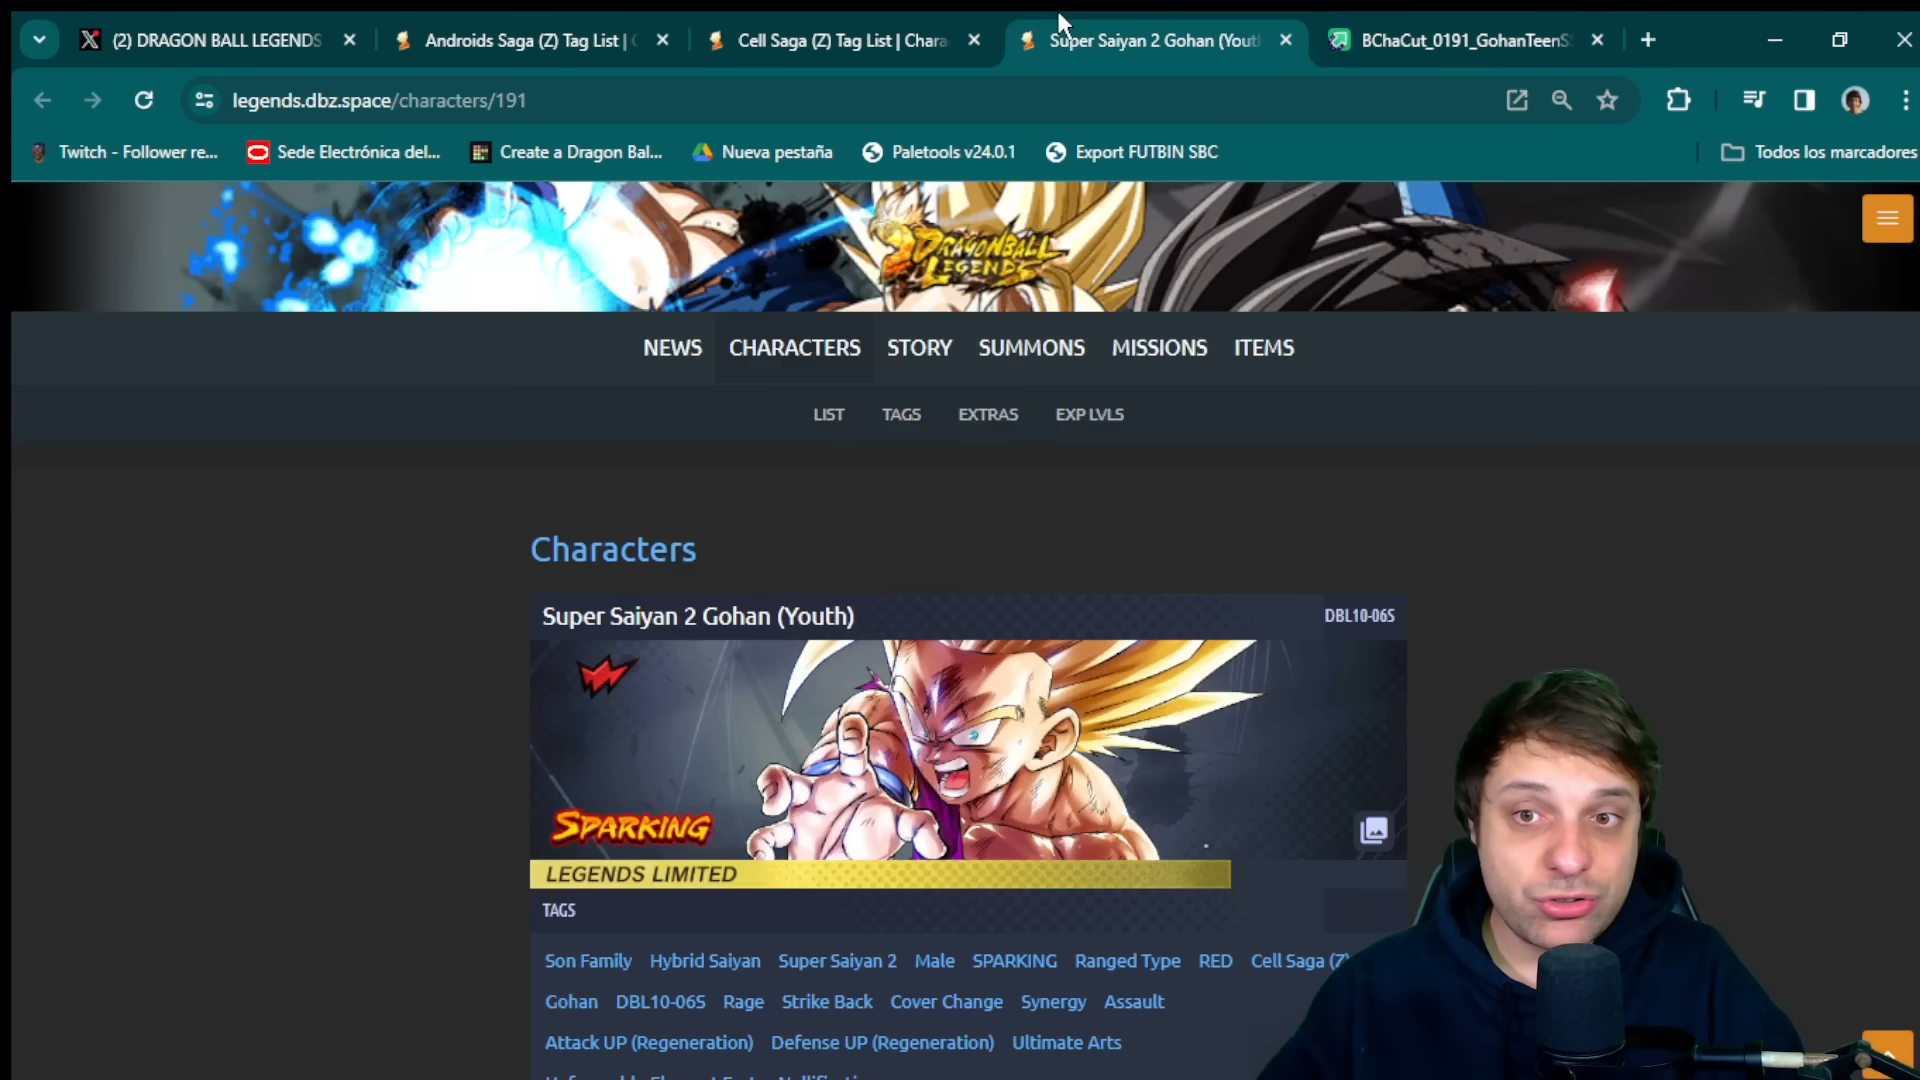 (2) DRAGON BALL LEGENDS
Androids Saga (Z) Tag List |
Cell Saga (Z) Tag List | Chara
Super Saiyan 2 Gohan (Yout
BChaCut_0191_GohanTeenS
legends.dbz.space/characters/191
Twitch - Follower re...
Sede Electrónica del...
Create a Dragon Bal...
Nueva pestaña
Paletools v24.0.1
Export FUTBIN SBC
Todos los marcadores
DRAGONBALL
LEGENDS
NEWS CHARACTERS STORY SUMMONS MISSIONS ITEMS
LIST TAGS EXTRAS EXP LVLS
Characters
Super Saiyan 2 Gohan (Youth) DBL10-06S
SPARKING
LEGENDS LIMITED
TAGS
Son Family Hybrid Saiyan Super Saiyan 2 Male SPARKING Ranged Type RED Cell Saga (Z)
Gohan DBL10-06S Rage Strike Back Cover Change Synergy Assault
Attack UP (Regeneration) Defense UP (Regeneration) Ultimate Arts